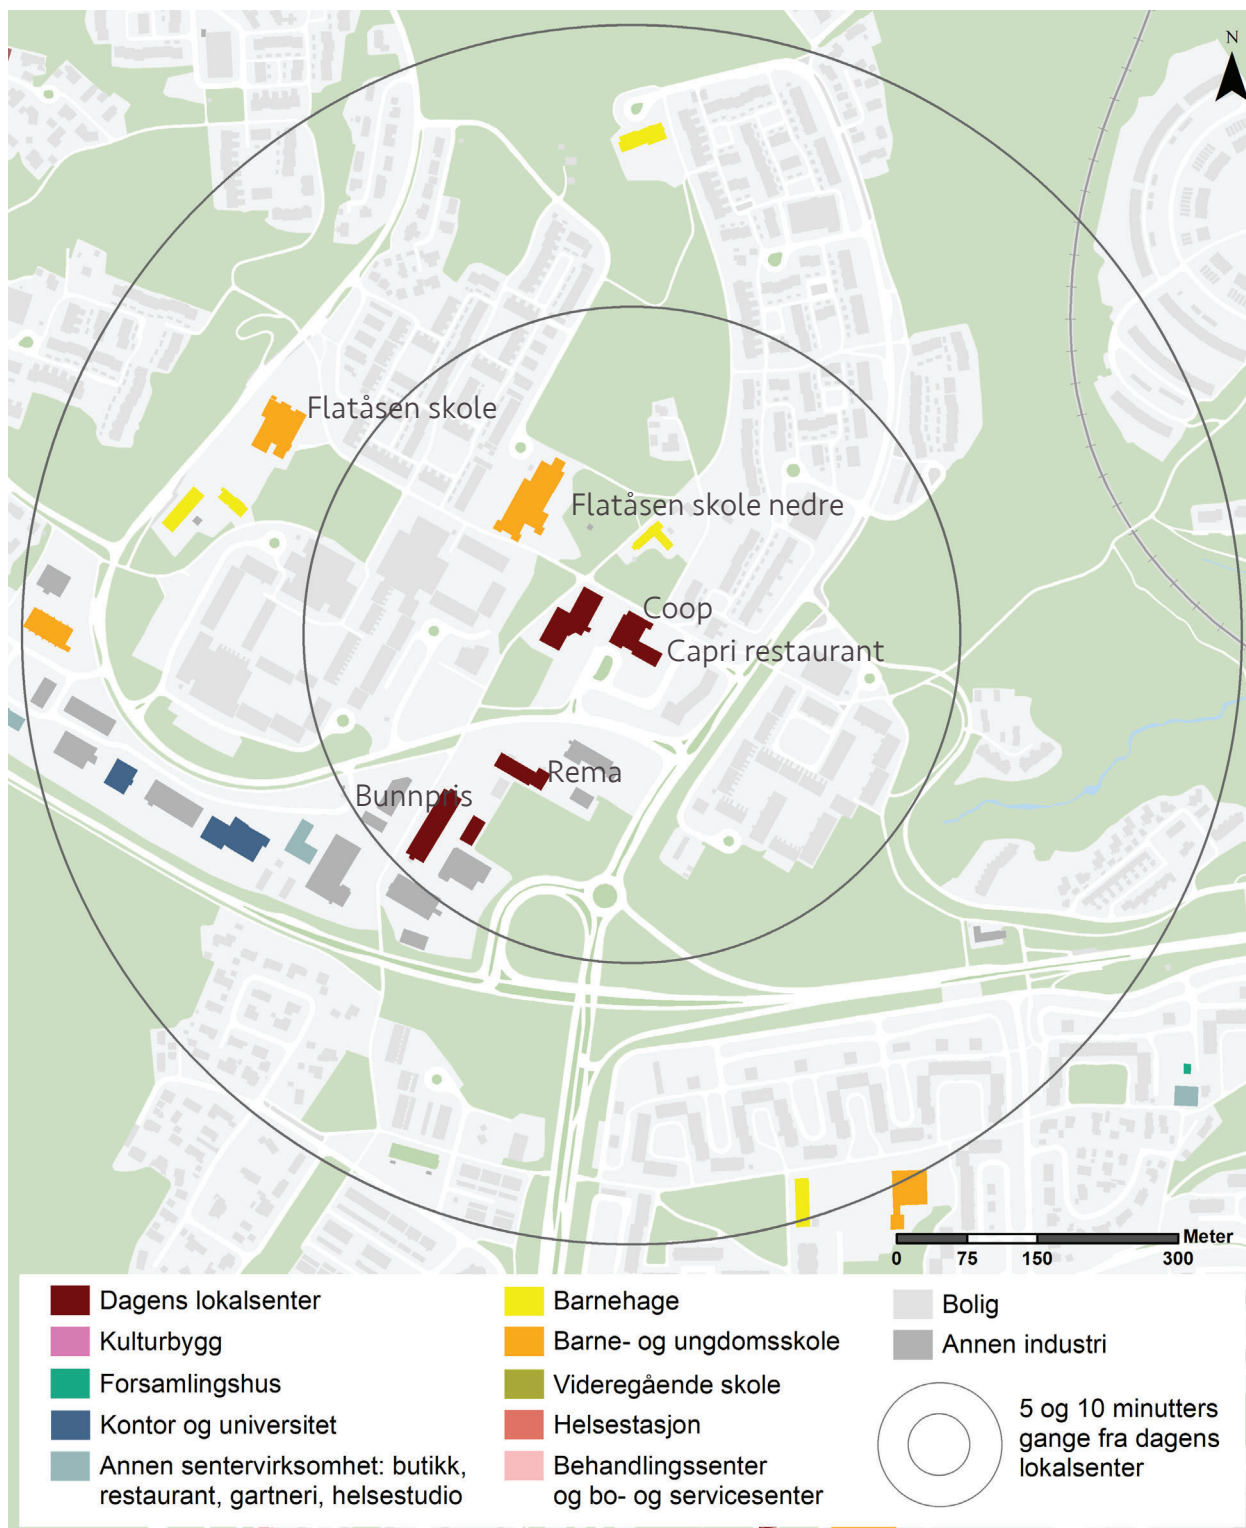 N
Flatåsen skole
Flatåsen skole nedre
Coop
Capri restaurant
Rema
Bunnpris
Meter
0 75 150 300
Dagens lokalsenter
Kulturbygg
Forsamlingshus
Kontor og universitet
Annen sentervirksomhet: butikk,
restaurant, gartneri, helsestudio
Barnehage
Barne- og ungdomsskole
Videregående skole
Helsestasjon
Behandlingssenter
og bo- og servicesenter
Bolig
Annen industri
5 og 10 minutters
gange fra dagens
lokalsenter